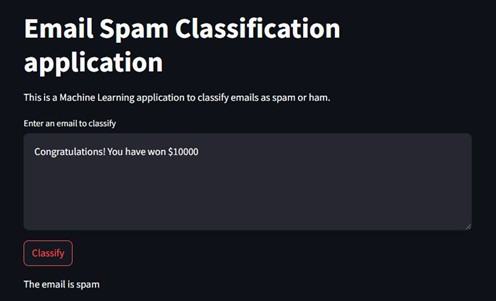 Email Spam Classification
application
This is a Machine Learning application to classify emails as spam or ham.
Enter an email to classify
Congratulations! You have won $10000
Classify
The email is spam